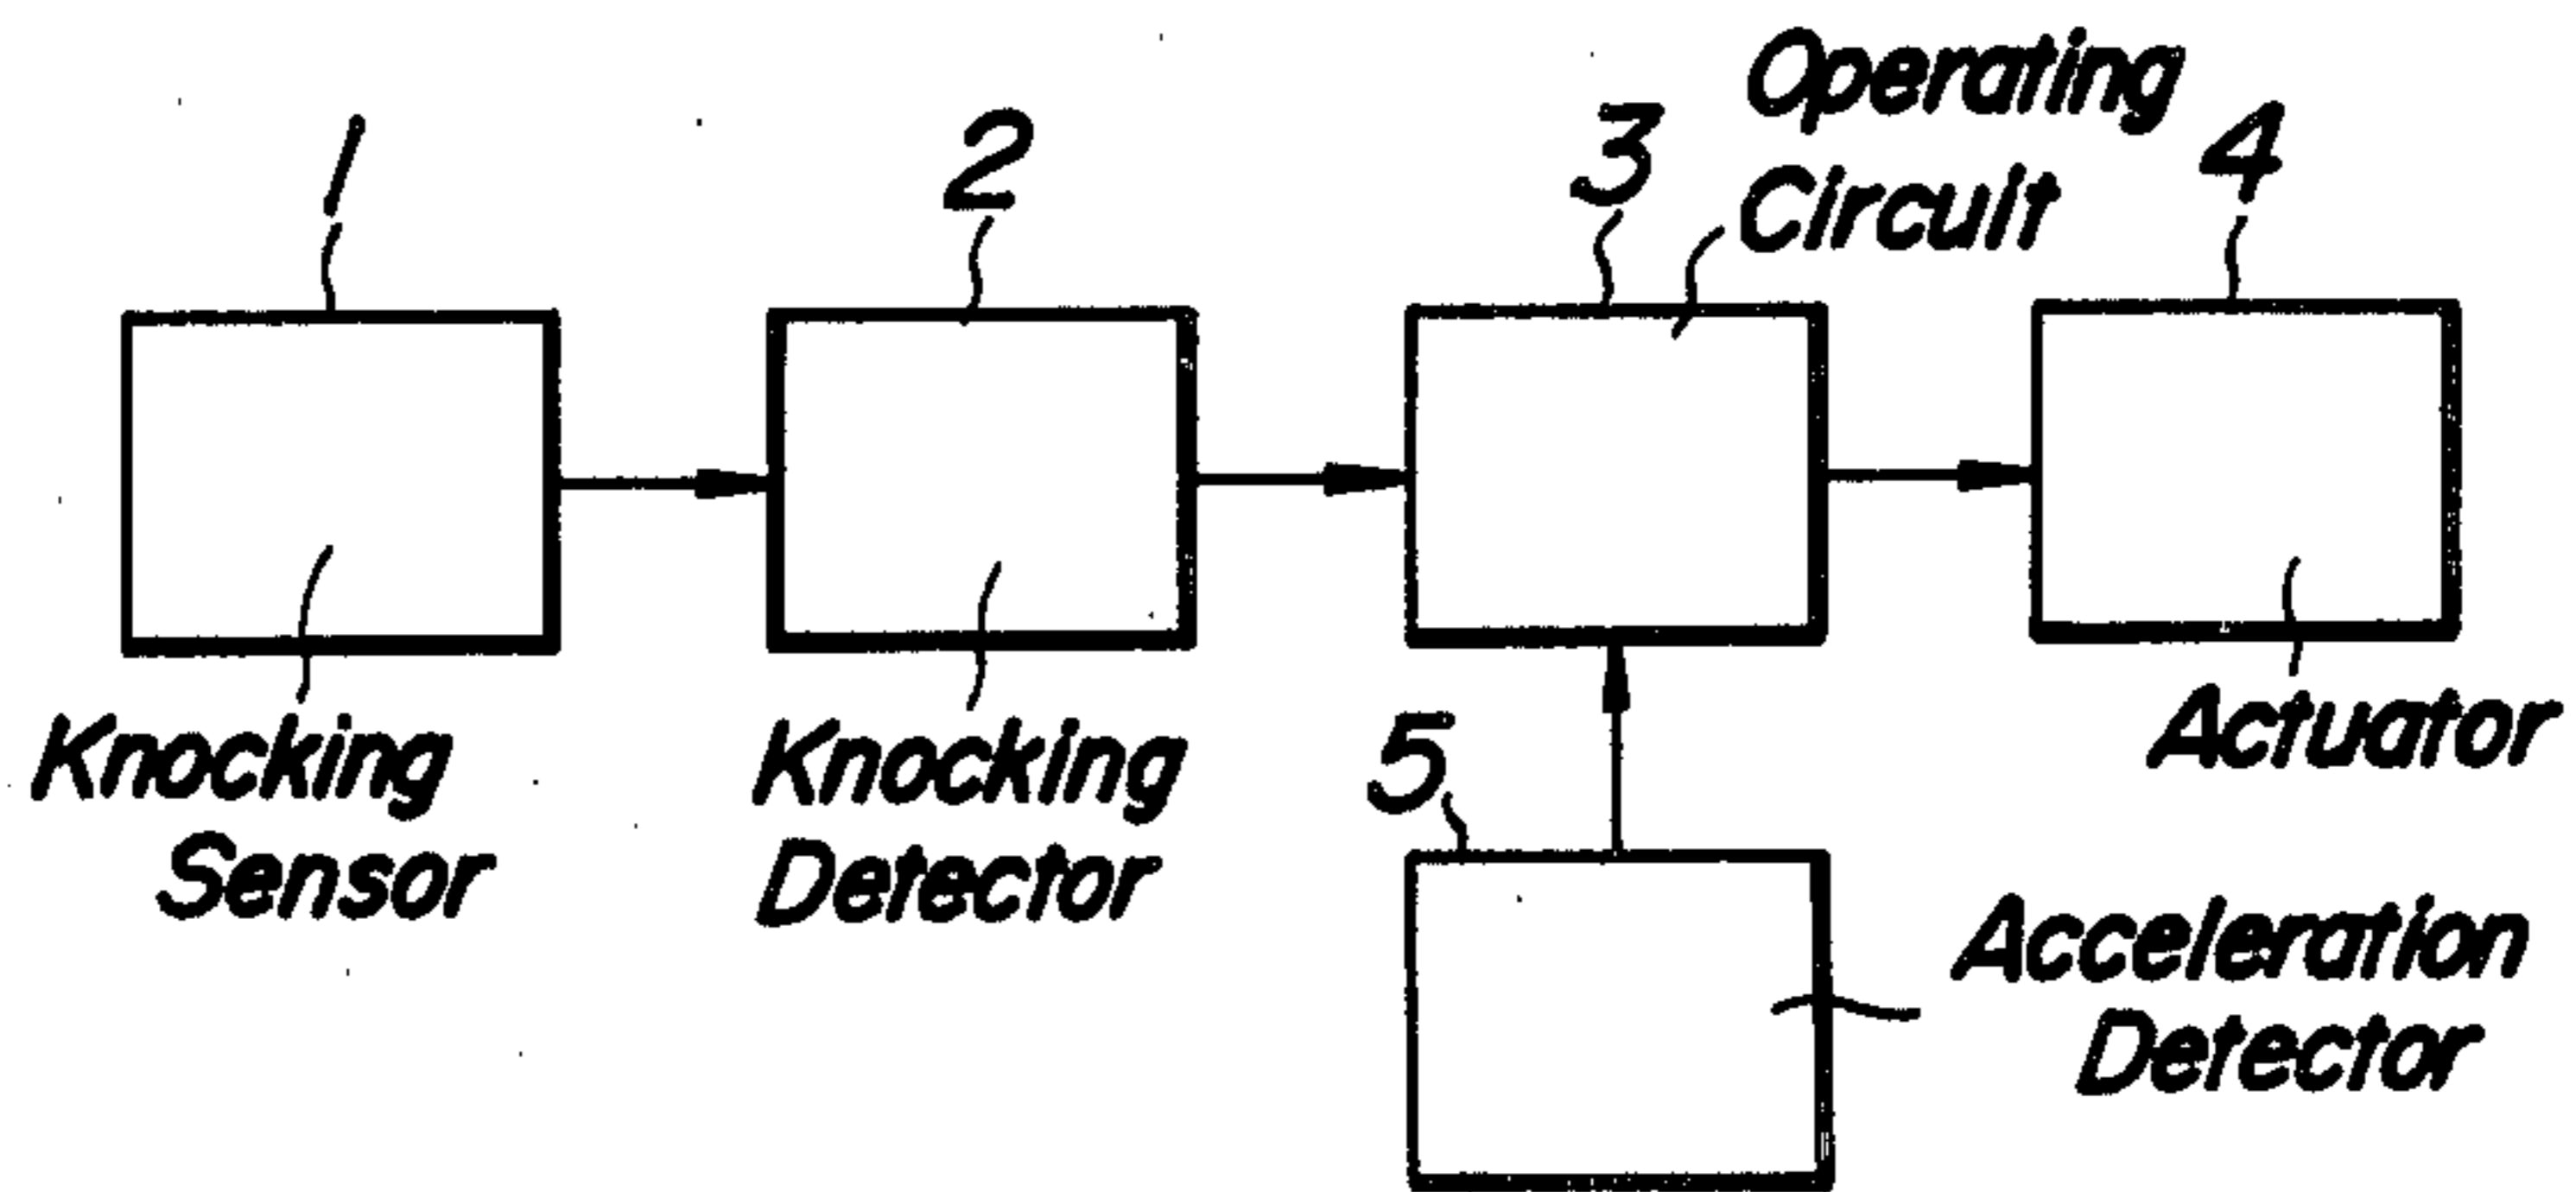 1
2
3
Operating
Circuit
4
Knocking
Sensor
Knocking
Detector
5
Actuator
Acceleration
Detector